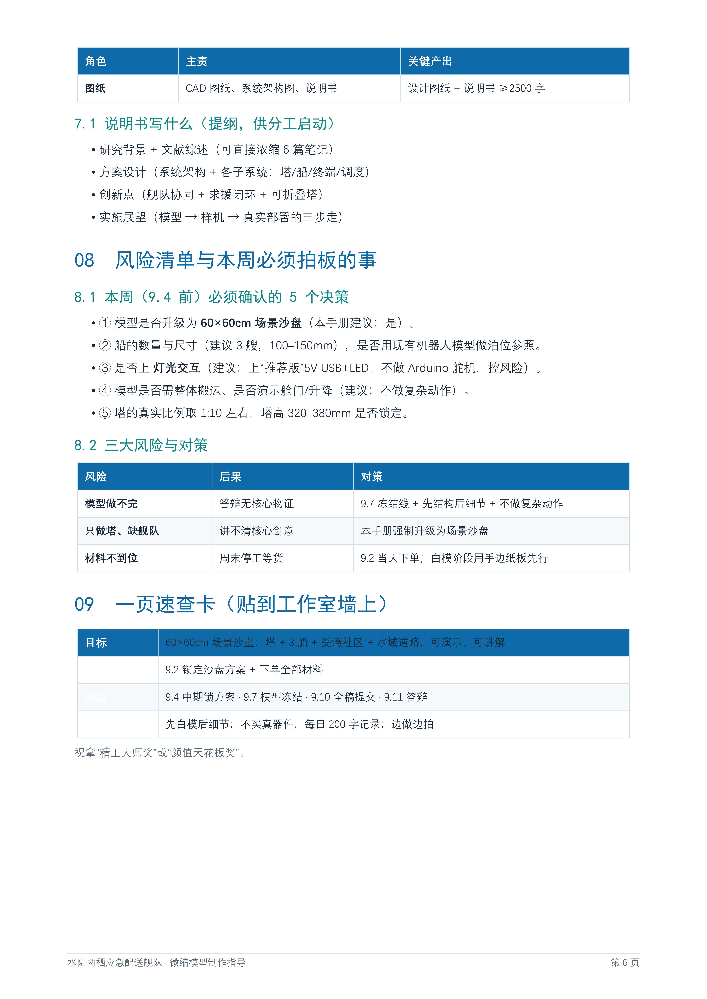 角色 主责 关键产出
图纸 CAD 图纸、系统架构图、说明书 设计图纸 + 说明书 ≥2500 字
7.1 说明书写什么（提纲，供分工启动）
• 研究背景 + 文献综述（可直接浓缩 6 篇笔记）
• 方案设计（系统架构 + 各子系统：塔/船/终端/调度）
• 创新点（舰队协同 + 求援闭环 + 可折叠塔）
• 实施展望（模型 → 样机 → 真实部署的三步走）
08 风险清单与本周必须拍板的事
8.1 本周（9.4 前）必须确认的 5 个决策
• ① 模型是否升级为 60×60cm 场景沙盘（本手册建议：是）。
• ② 船的数量与尺寸（建议 3 艘，100–150mm），是否用现有机器人模型做泊位参照。
• ③ 是否上 灯光交互（建议：上“推荐版”5V USB+LED，不做 Arduino 舵机，控风险）。
• ④ 模型是否需整体搬运、是否演示舱门/升降（建议：不做复杂动作）。
• ⑤ 塔的真实比例取 1:10 左右，塔高 320–380mm 是否锁定。
8.2 三大风险与对策
风险 后果 对策
模型做不完 答辩无核心物证 9.7 冻结线 + 先结构后细节 + 不做复杂动作
只做塔、缺舰队 讲不清核心创意 本手册强制升级为场景沙盘
材料不到位 周末停工等货 9.2 当天下单；白模阶段用手边纸板先行
09 一页速查卡（贴到工作室墙上）
目标 60×60cm 场景沙盘：塔 + 3 船 + 受淹社区 + 水域道路，可演示、可讲解
9.2 锁定沙盘方案 + 下单全部材料
死线 9.4 中期锁方案 · 9.7 模型冻结 · 9.10 全稿提交 · 9.11 答辩
先白模后细节；不买真器件；每日 200 字记录；边做边拍
祝拿“精工大师奖”或“颜值天花板奖”。
水陆两栖应急配送舰队 · 微缩模型制作指导 第 6 页